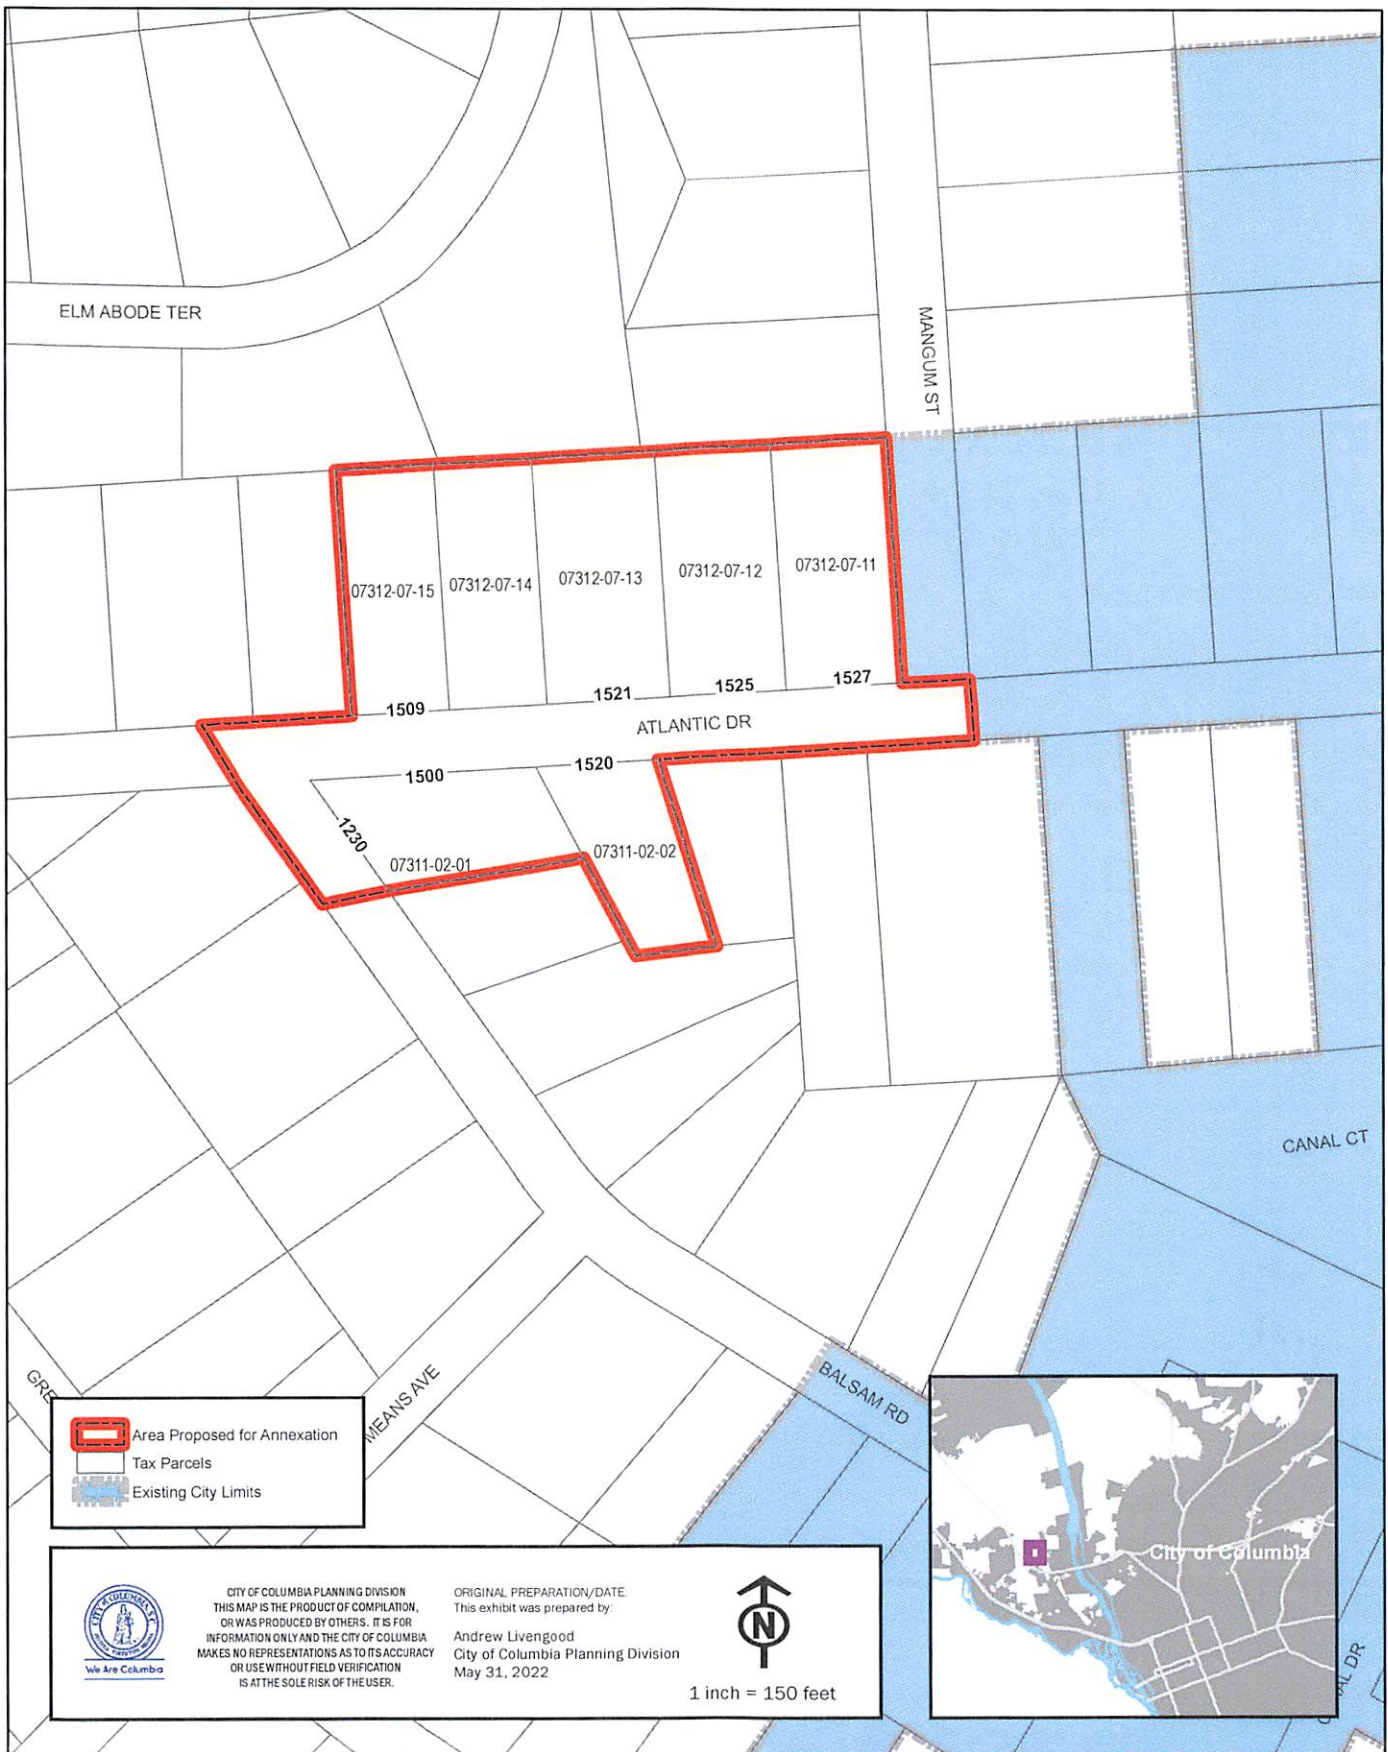 ELM ABODE TER
MANGUM ST
07312-07-15
07312-07-14
07312-07-13
07312-07-12
07312-07-11
1509
1521
1525
1527
ATLANTIC DR
1500
1520
1230
07311-02-01
07311-02-02
CANAL CT
MEANS AVE
BALSAM RD
Area Proposed for Annexation
Tax Parcels
Existing City Limits
We Are Columbia
CITY OF COLUMBIA PLANNING DIVISION
THIS MAP IS THE PRODUCT OF COMPILATION,
OR WAS PRODUCED BY OTHERS. IT IS FOR
INFORMATION ONLY AND THE CITY OF COLUMBIA
MAKES NO REPRESENTATIONS AS TO ITS ACCURACY
OR USE WITHOUT FIELD VERIFICATION
IS AT THE SOLE RISK OF THE USER.
ORIGINAL PREPARATION/DATE:
This exhibit was prepared by:
Andrew Livengood
City of Columbia Planning Division
May 31, 2022
N
1 inch = 150 feet
City of Columbia
DR